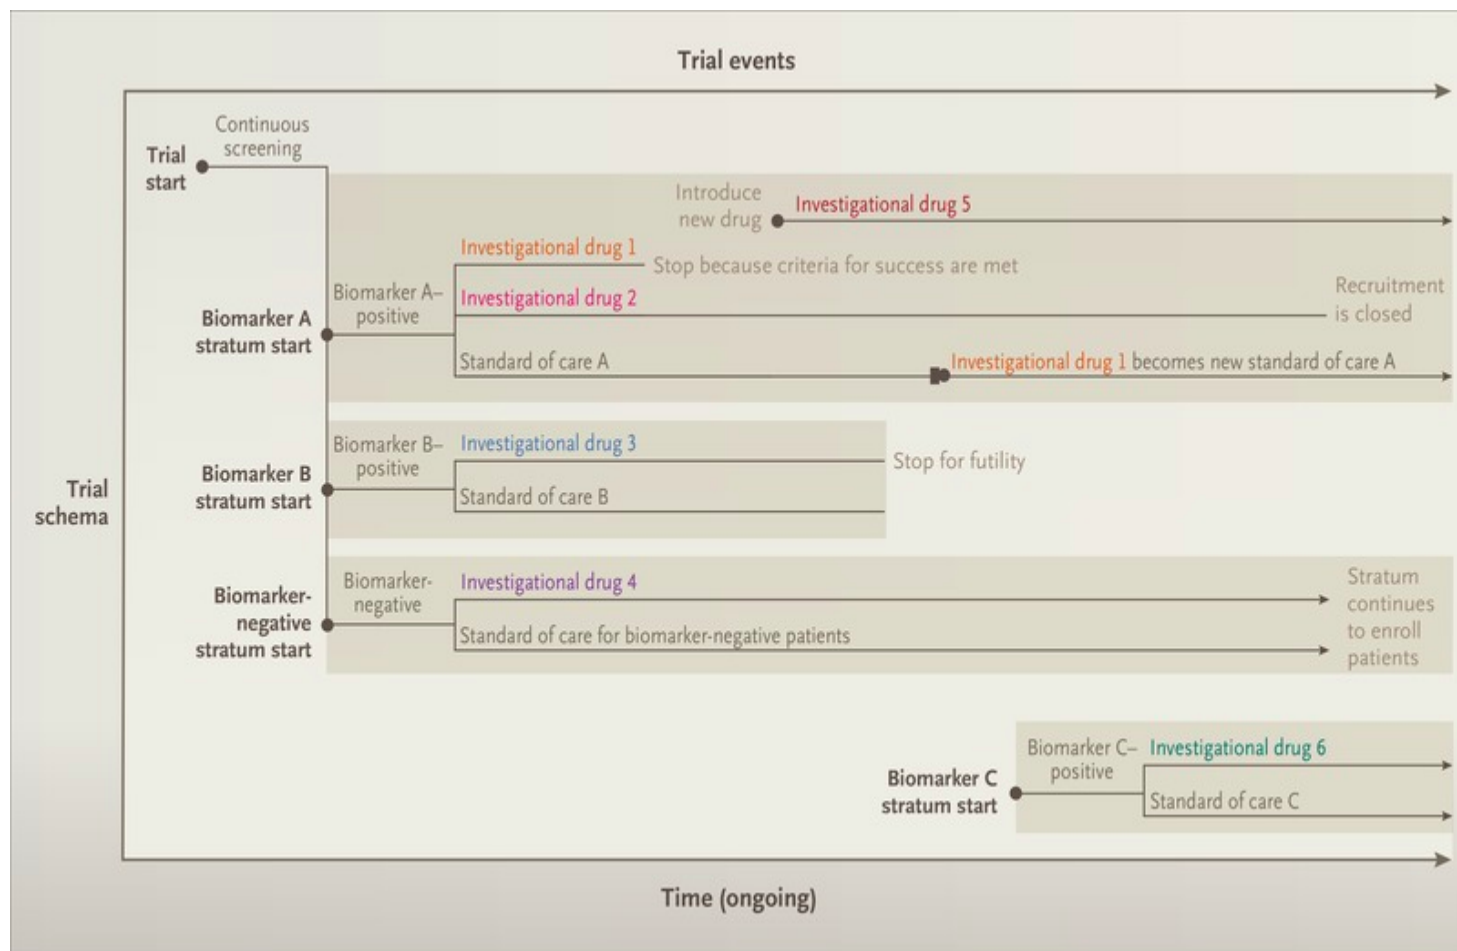 Trial events
Continuous
screening
Trial
start
Introduce
new drug
Investigational drug 5
Investigational drug 1
Stop because criteria for success are met
Biomarker A–
positive
Investigational drug 2
Recruitment
is closed
Biomarker A
stratum start
Standard of care A
Investigational drug 1 becomes new standard of care A
Biomarker B–
positive
Investigational drug 3
Stop for futility
Biomarker B
stratum start
Standard of care B
Trial
schema
Biomarker-
negative
Investigational drug 4
Stratum
continues
to enroll
patients
Biomarker-
negative
stratum start
Standard of care for biomarker-negative patients
Biomarker C–
positive
Investigational drug 6
Biomarker C
stratum start
Standard of care C
Time (ongoing)